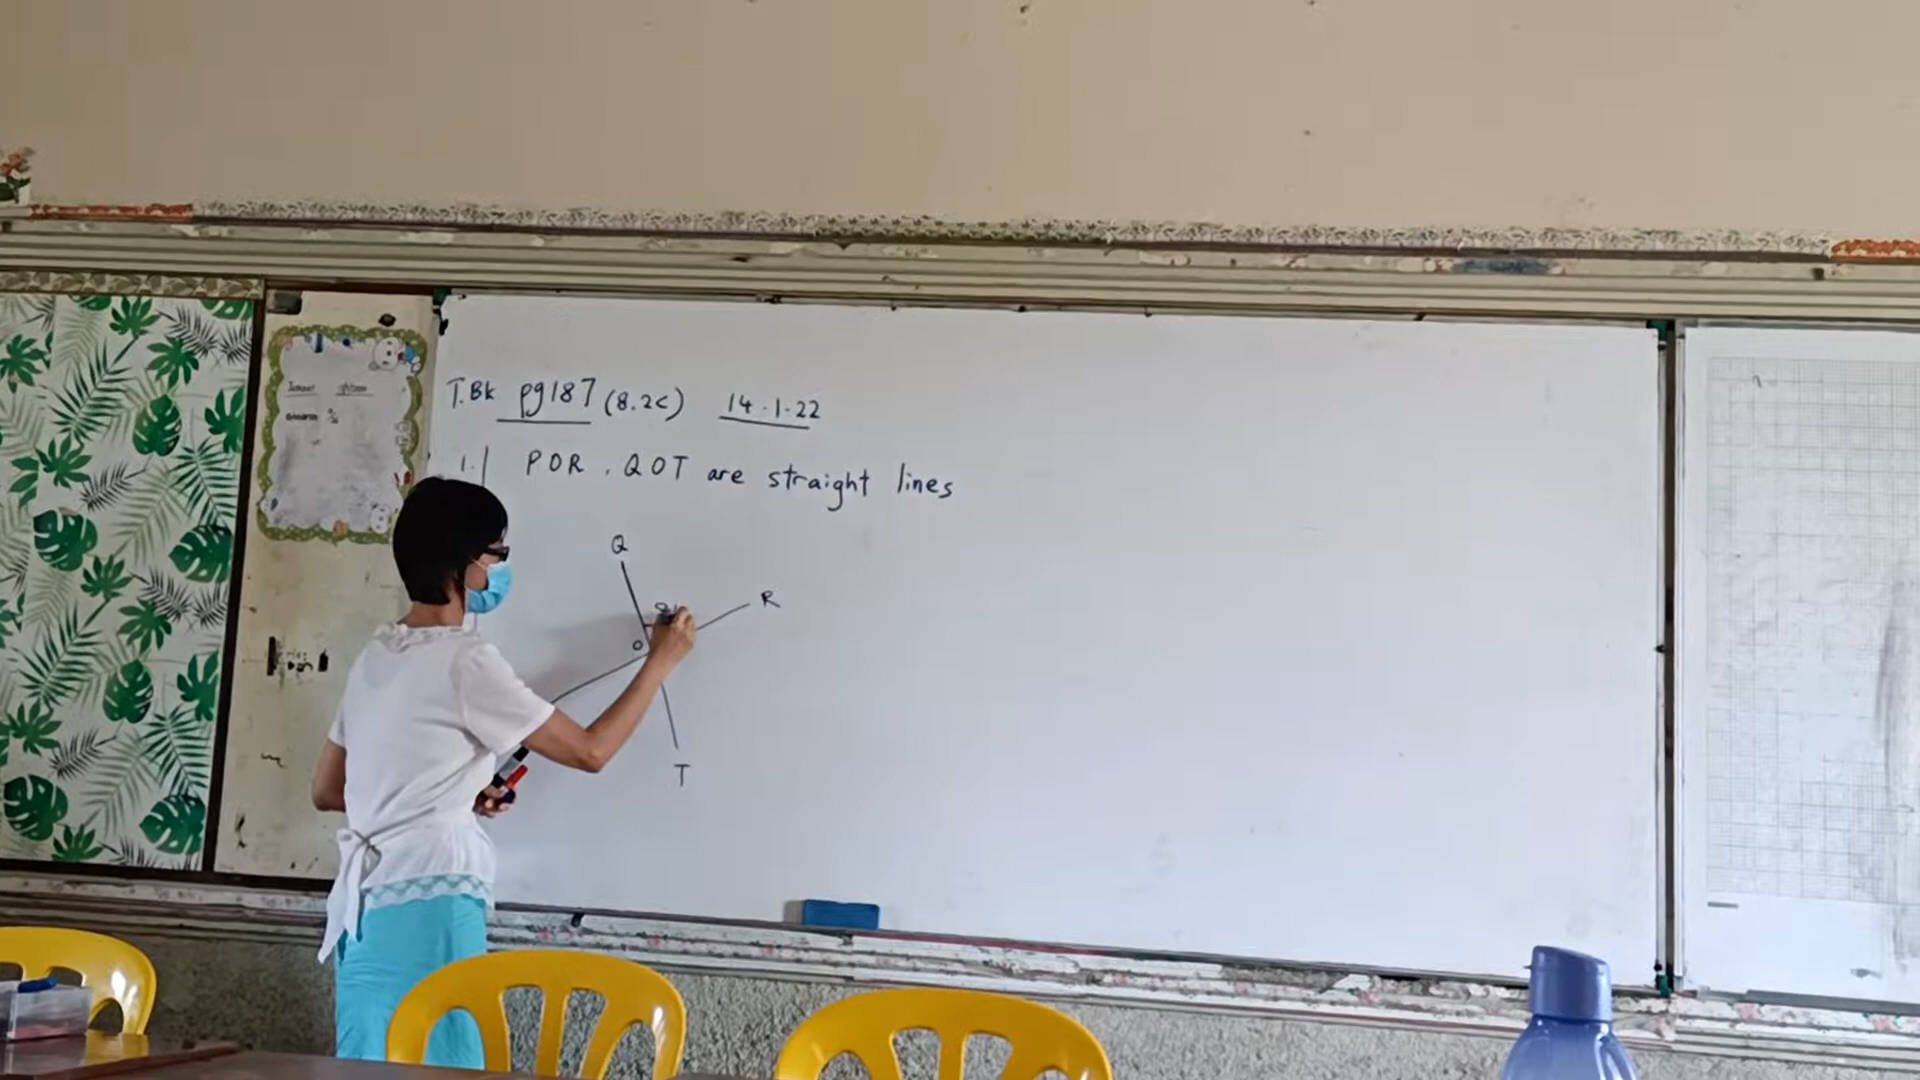 T.Bk pg187 (8.2c) 14.1.22
1. POR, QOT are straight lines
Q
R
O
T